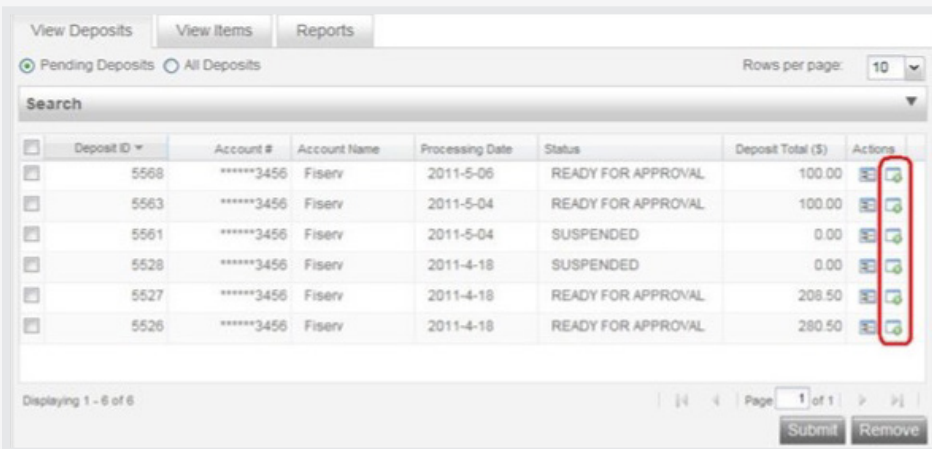 View Deposits View Items Reports
Pending Deposits All Deposits Rows per page: 10
Search
Deposit ID Account # Account Name Processing Date Status Deposit Total ($) Actions
5568 ******3456 Fiserv 2011-5-06 READY FOR APPROVAL 100.00
5563 ******3456 Fiserv 2011-5-04 READY FOR APPROVAL 100.00
5561 ******3456 Fiserv 2011-5-04 SUSPENDED 0.00
5528 ******3456 Fiserv 2011-4-18 SUSPENDED 0.00
5527 ******3456 Fiserv 2011-4-18 READY FOR APPROVAL 208.50
5526 ******3456 Fiserv 2011-4-18 READY FOR APPROVAL 280.50
Displaying 1 - 6 of 6 Page 1 of 1
Submit Remove